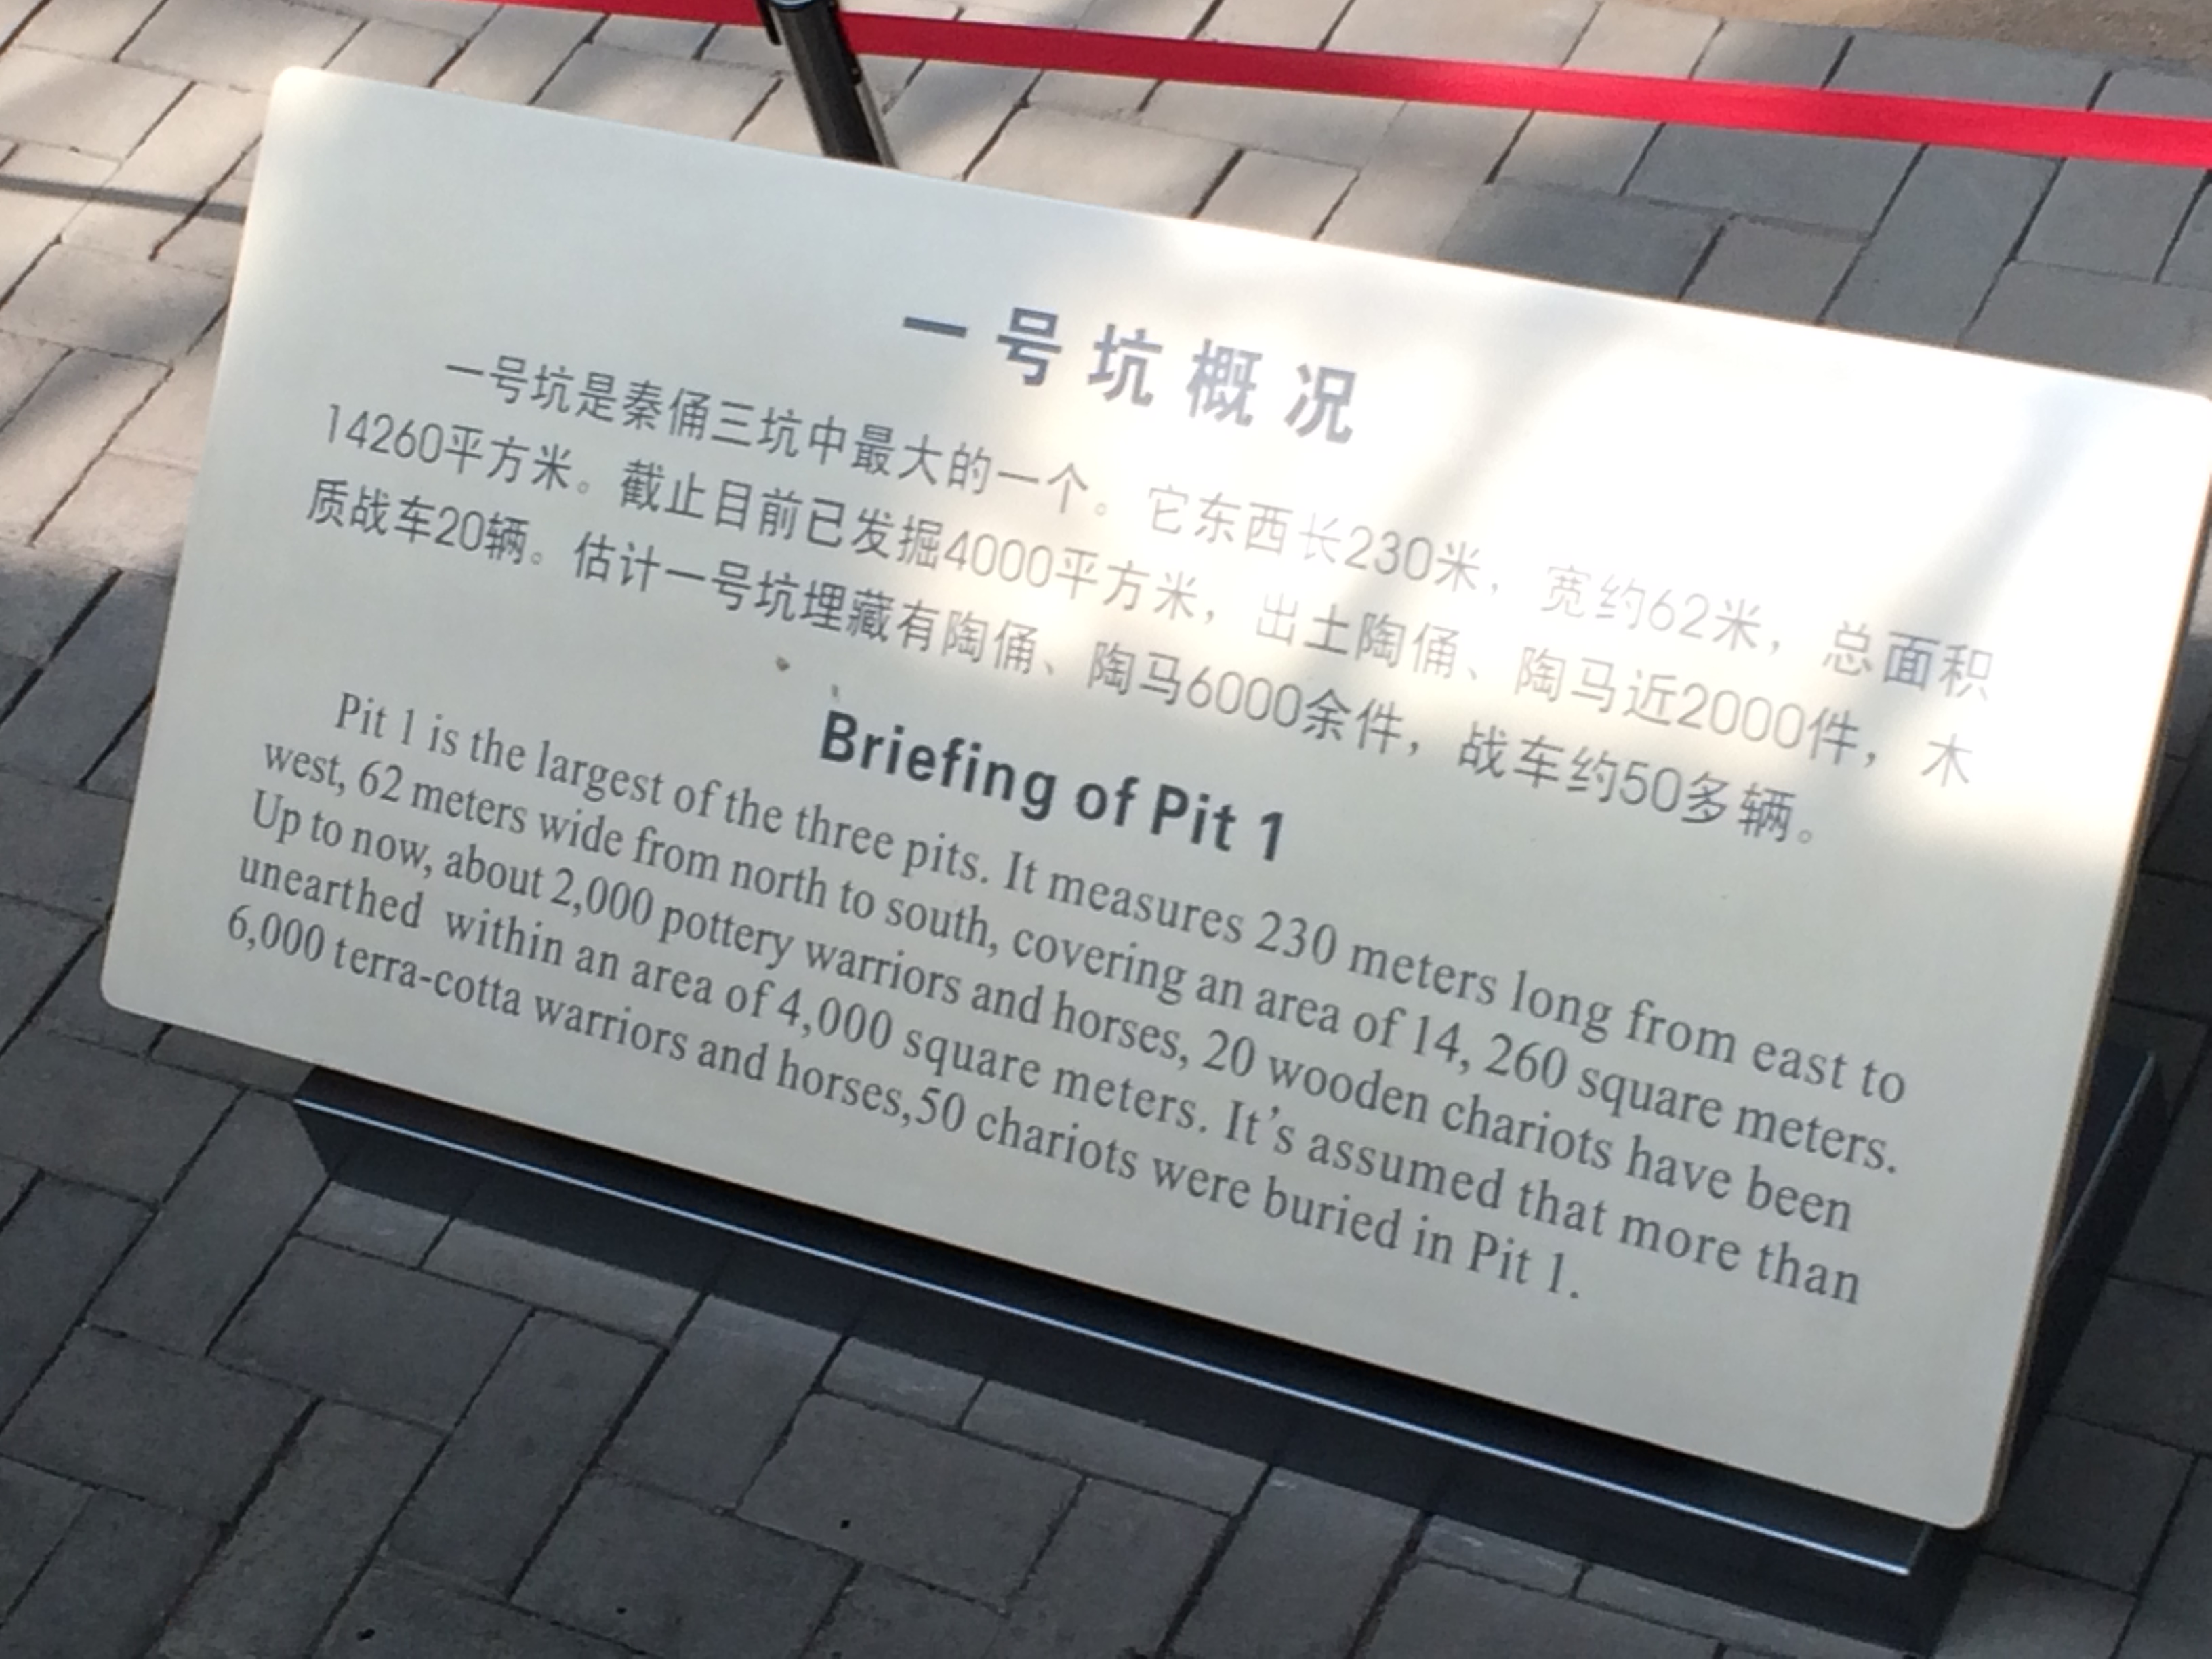 一号坑概况
一号坑是秦俑三坑中最大的一个。它东西长230米，宽约62米，总面积
14260平方米。截止目前已发掘4000平方米，出土陶俑、陶马近2000件，木
质战车20辆。估计一号坑埋藏有陶俑、陶马6000余件，战车约50多辆。
Briefing of Pit 1
Pit 1 is the largest of the three pits. It measures 230 meters long from east to
west, 62 meters wide from north to south, covering an area of 14, 260 square meters.
Up to now, about 2,000 pottery warriors and horses, 20 wooden chariots have been
unearthed within an area of 4,000 square meters. It's assumed that more than
6,000 terra-cotta warriors and horses,50 chariots were buried in Pit 1.